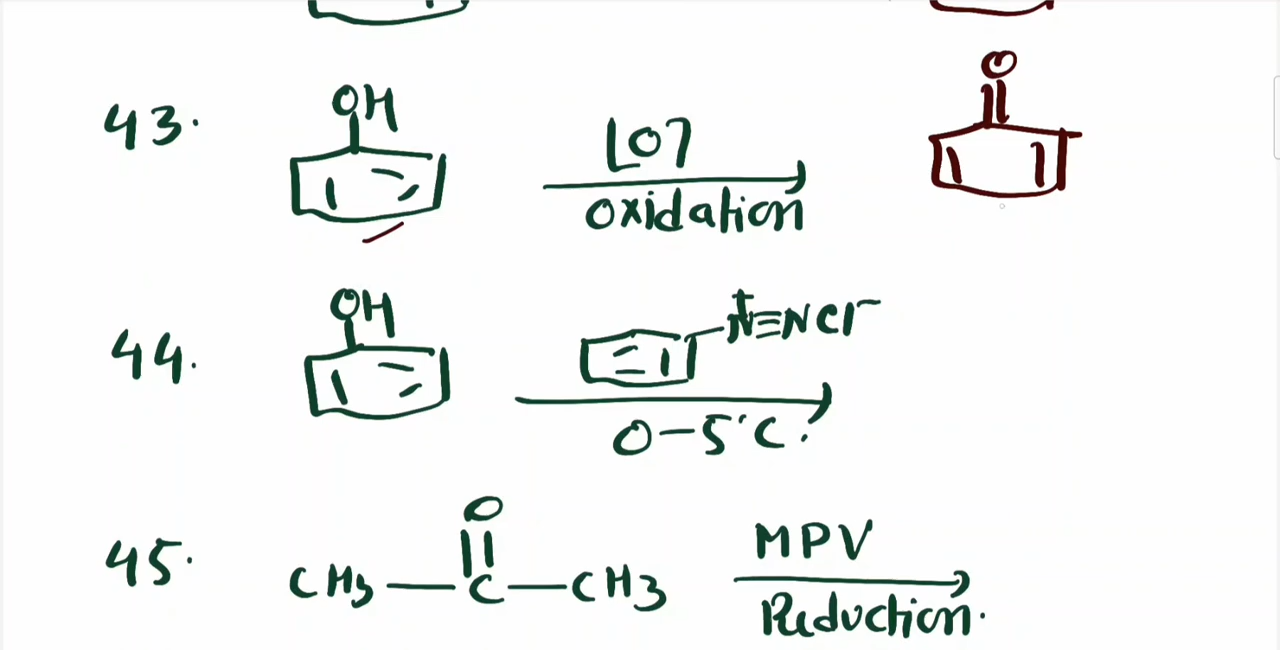 O
43. OH [O]
Oxidation
44. OH N⁺≡NCl⁻
0-5°C.
O
45. CH3-C-CH3 MPV
Reduction.